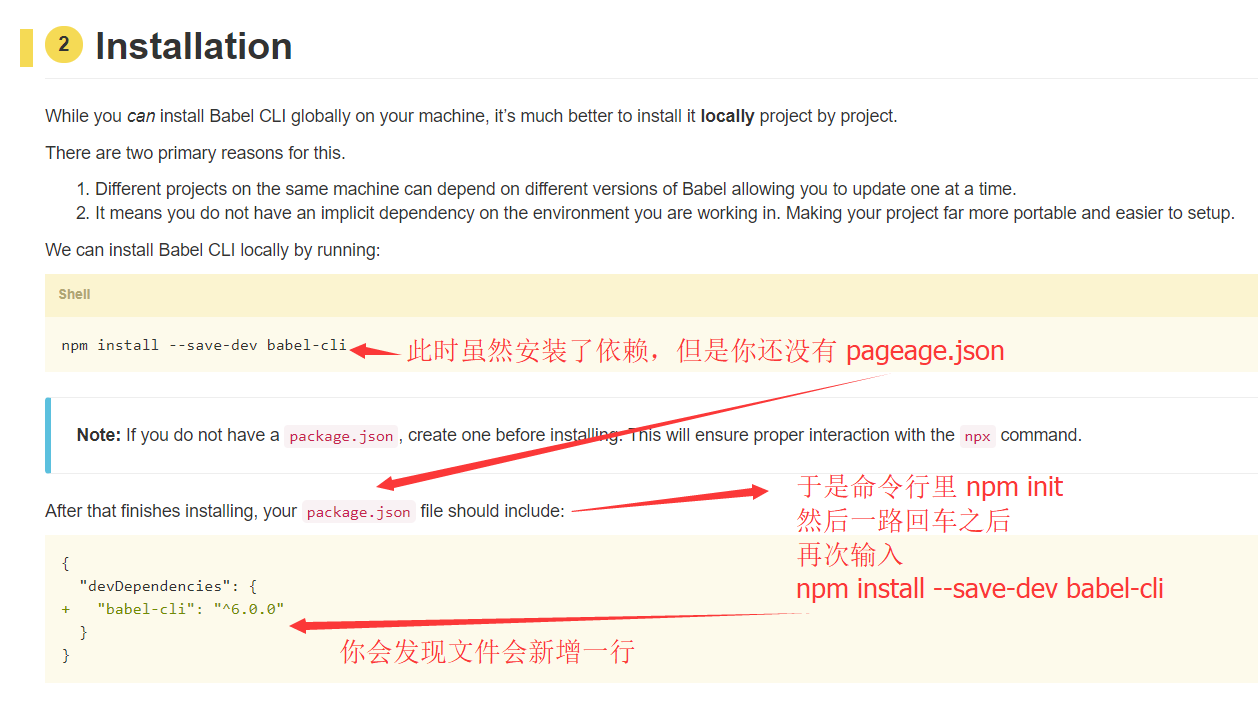 2 Installation
While you can install Babel CLI globally on your machine, it’s much better to install it locally project by project.
There are two primary reasons for this.
1. Different projects on the same machine can depend on different versions of Babel allowing you to update one at a time.
2. It means you do not have an implicit dependency on the environment you are working in. Making your project far more portable and easier to setup.
We can install Babel CLI locally by running:
Shell
npm install --save-dev babel-cli
此时虽然安装了依赖，但是你还没有 pageage.json
Note: If you do not have a package.json , create one before installing. This will ensure proper interaction with the npx command.
After that finishes installing, your package.json file should include:
于是命令行里 npm init
然后一路回车之后
再次输入
npm install --save-dev babel-cli
{
"devDependencies": {
+ "babel-cli": "^6.0.0"
}
}
你会发现文件会新增一行